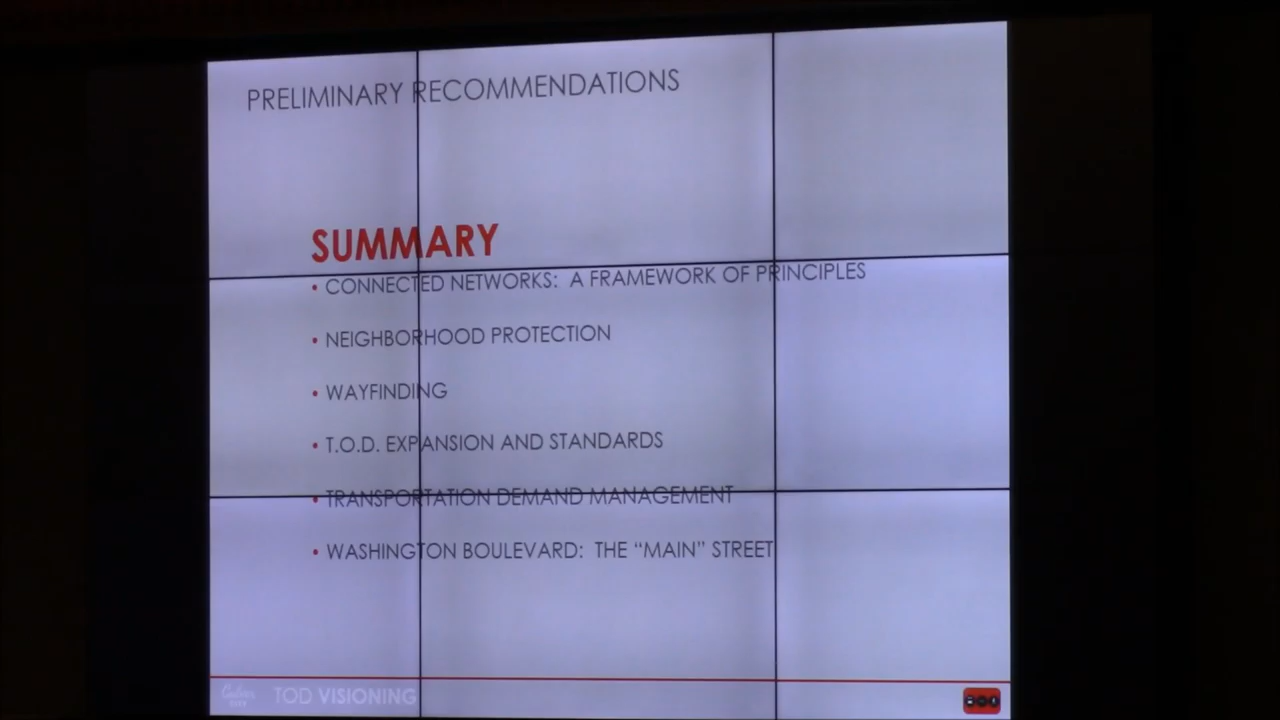 PRELIMINARY RECOMMENDATIONS
SUMMARY
• CONNECTED NETWORKS: A FRAMEWORK OF PRINCIPLES
• NEIGHBORHOOD PROTECTION
• WAYFINDING
• T.O.D. EXPANSION AND STANDARDS
• TRANSPORTATION DEMAND MANAGEMENT
• WASHINGTON BOULEVARD: THE “MAIN” STREET
TOD VISIONING